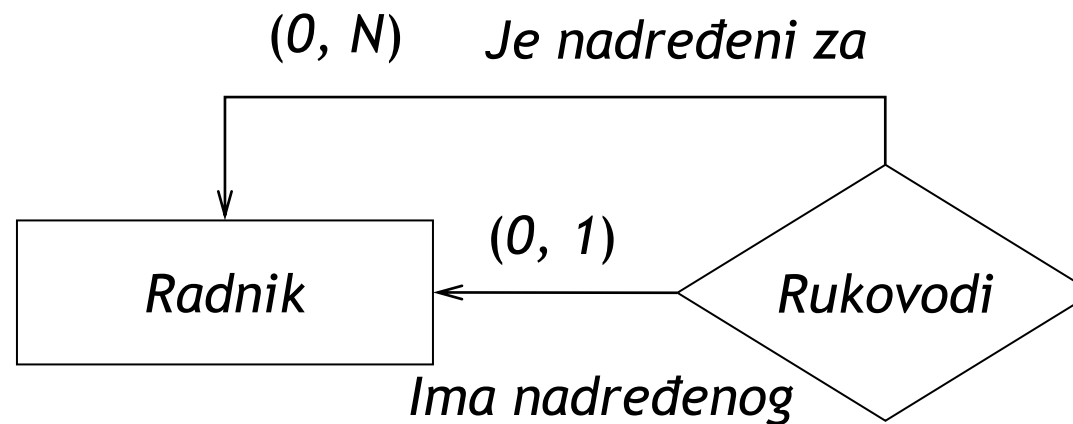 (0, N) Je nadređeni za
(0, 1)
Radnik
Rukovodi
Ima nadređenog